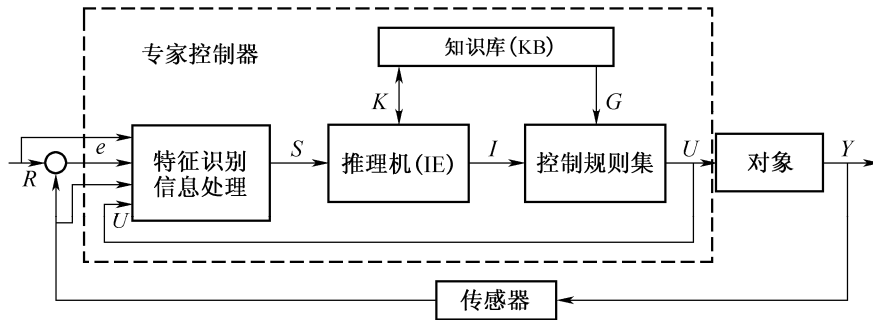 知识库(KB)
专家控制器
K
G
e
特征识别
信息处理
S
推理机(IE)
I
控制规则集
U
对象
Y
R
U
传感器